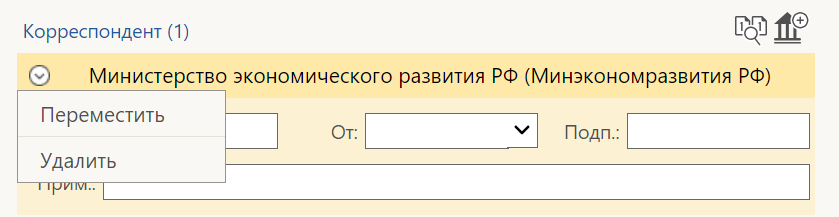 Корреспондент (1)
Министерство экономического развития РФ (Минэкономразвития РФ)
Переместить
От:
Подп.:
Удалить
Прим.: